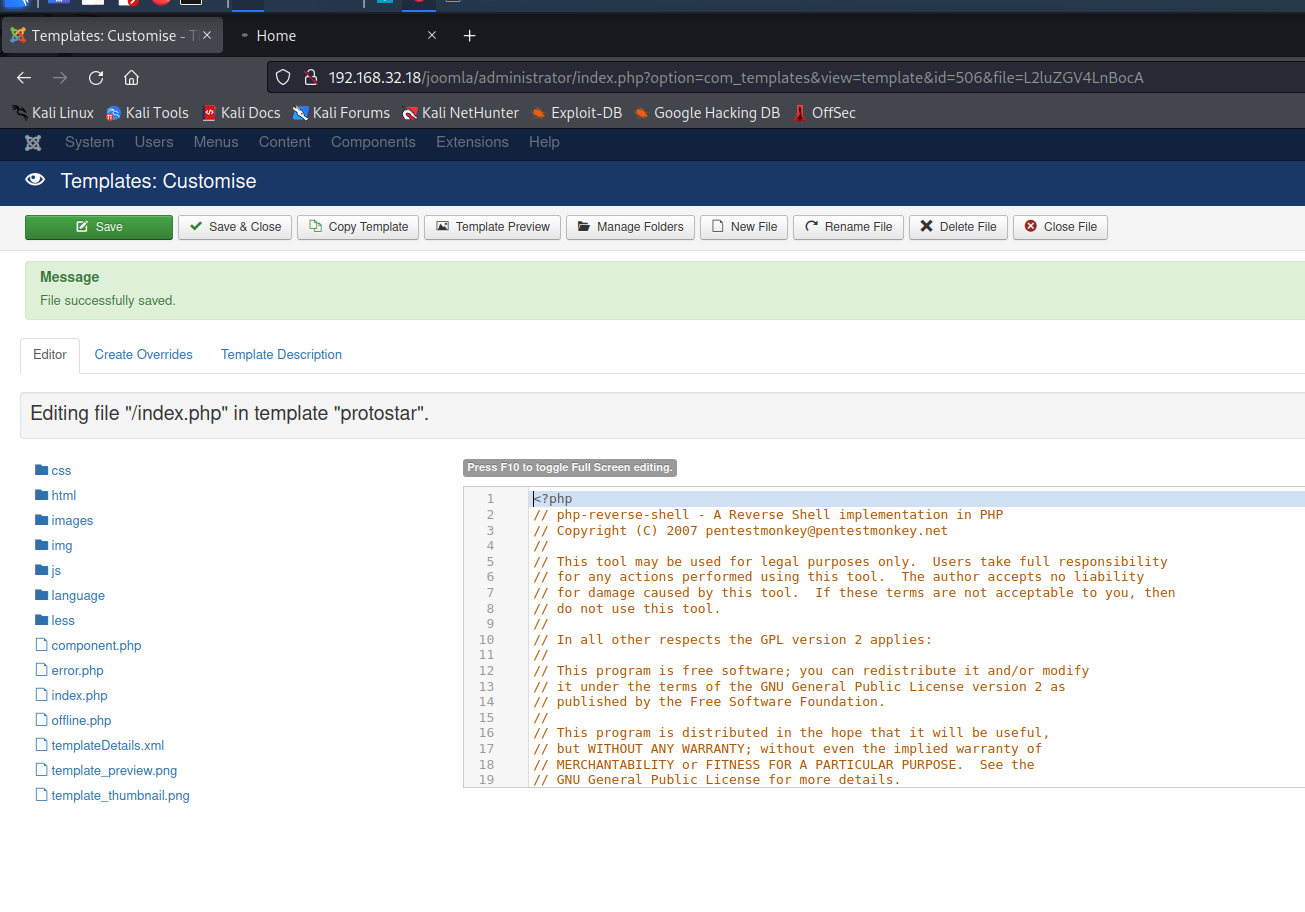 Templates: Customise - T
Home
192.168.32.18/joomla/administrator/index.php?option=com_templates&view=template&id=506&file=L2luZGV4LnBocA
Kali Linux Kali Tools Kali Docs Kali Forums Kali NetHunter Exploit-DB Google Hacking DB OffSec
System Users Menus Content Components Extensions Help
Templates: Customise
Save Save & Close Copy Template Template Preview Manage Folders New File Rename File Delete File Close File
Message
File successfully saved.
Editor Create Overrides Template Description
Editing file "/index.php" in template "protostar".
css
html
images
img
js
language
less
component.php
error.php
index.php
offline.php
templateDetails.xml
template_preview.png
template_thumbnail.png
Press F10 to toggle Full Screen editing.
1 <?php
2 // php-reverse-shell - A Reverse Shell implementation in PHP
3 // Copyright (C) 2007 pentestmonkey@pentestmonkey.net
4 //
5 // This tool may be used for legal purposes only.  Users take full responsibility
6 // for any actions performed using this tool.  The author accepts no liability
7 // for damage caused by this tool.  If these terms are not acceptable to you, then
8 // do not use this tool.
9 //
10 // In all other respects the GPL version 2 applies:
11 //
12 // This program is free software; you can redistribute it and/or modify
13 // it under the terms of the GNU General Public License version 2 as
14 // published by the Free Software Foundation.
15 //
16 // This program is distributed in the hope that it will be useful,
17 // but WITHOUT ANY WARRANTY; without even the implied warranty of
18 // MERCHANTABILITY or FITNESS FOR A PARTICULAR PURPOSE.  See the
19 // GNU General Public License for more details.